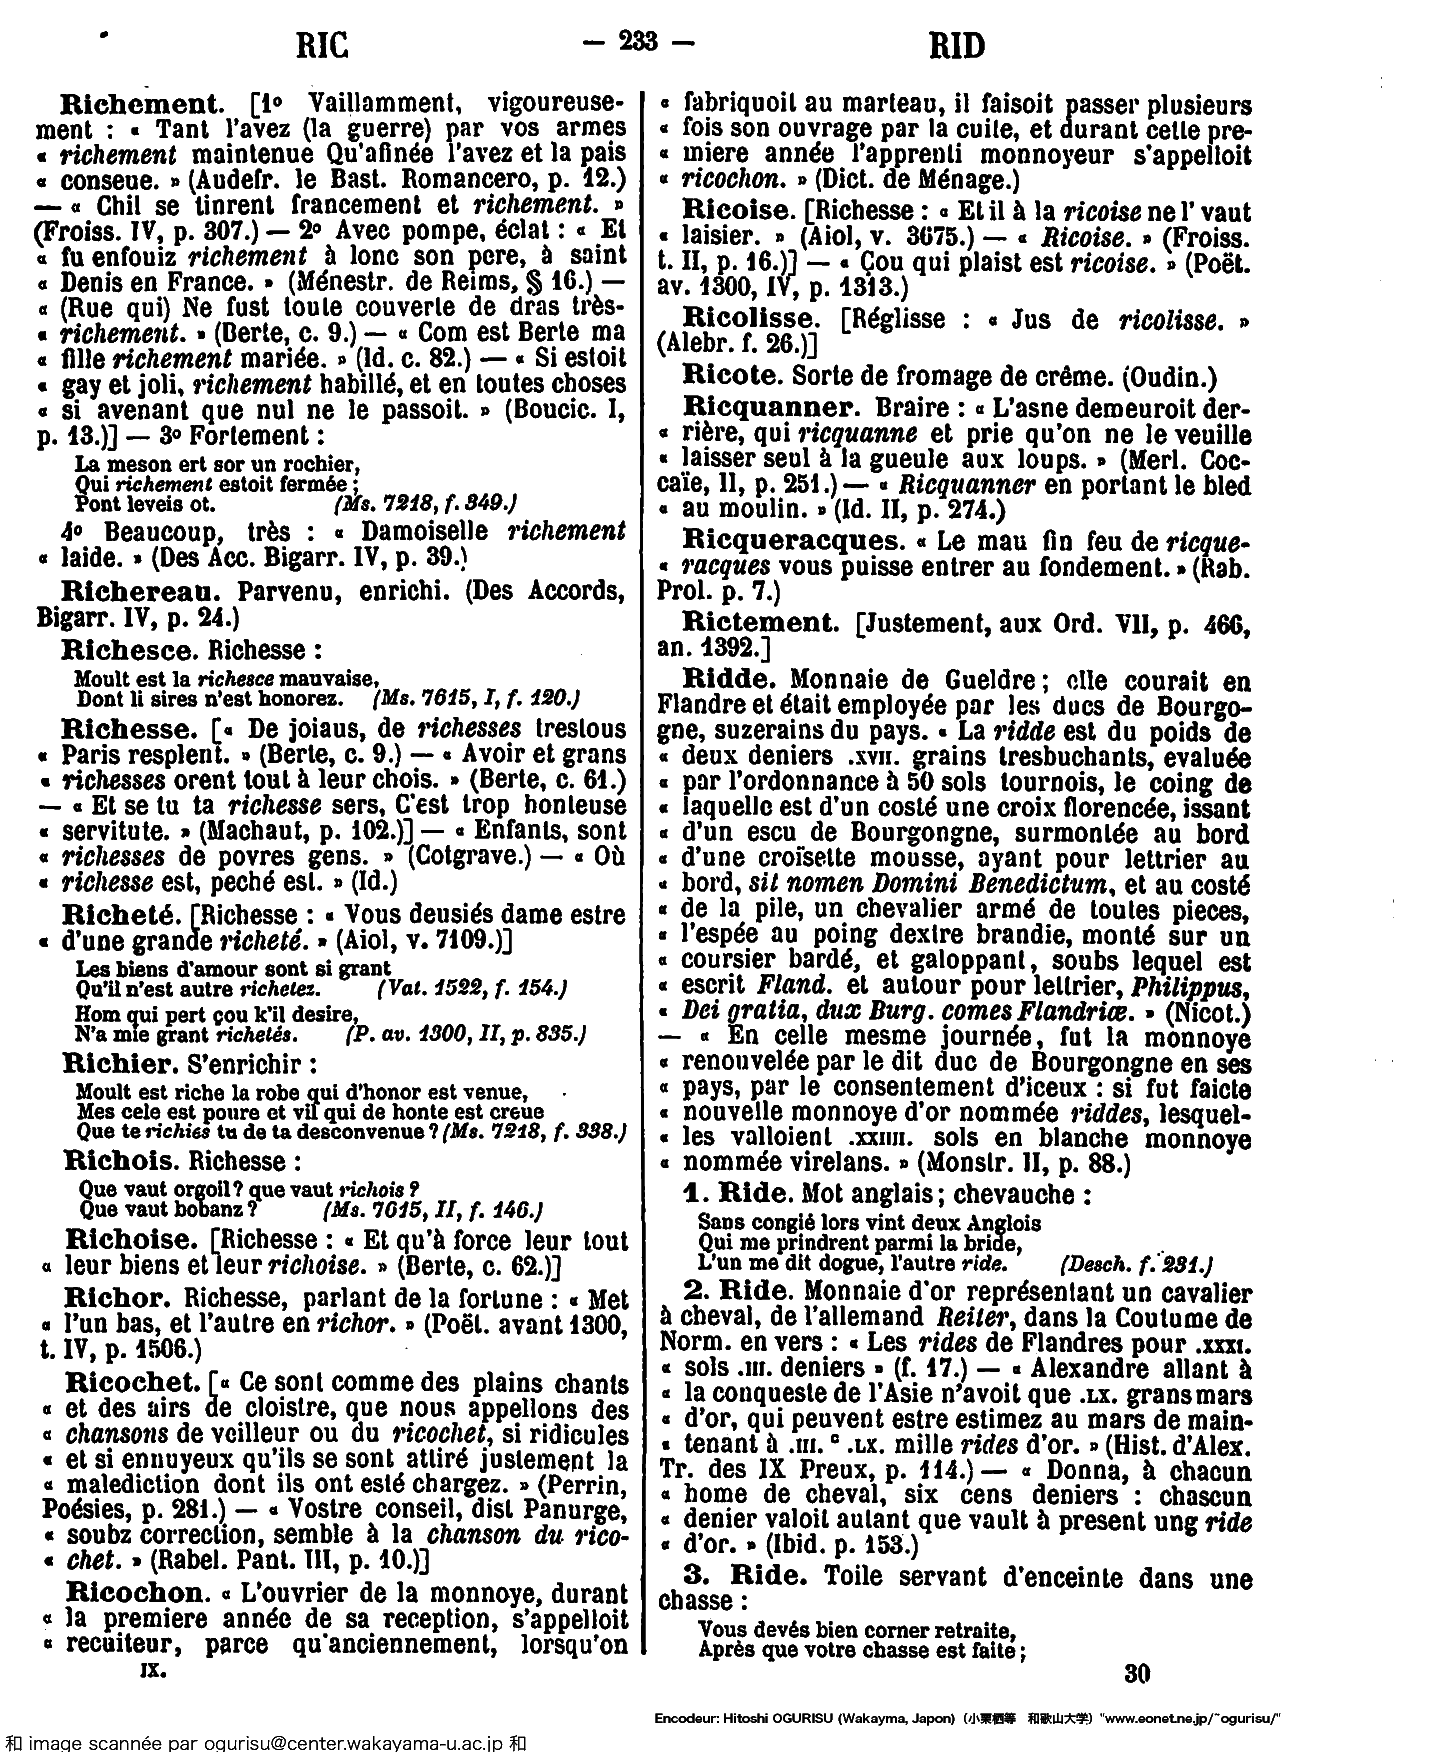 RIC
— 233 —
RID
Richement. [1º Vaillamment, vigoureuse-
ment : « Tant l'avez (la guerre) par vos armes
« richement maintenue Qu'afinée l'avez et la pais
« conseue. » (Audefr. le Bast. Romancero, p. 12.)
— « Chil se tinrent francement et richement. »
(Froiss. IV, p. 307.) — 2º Avec pompe, éclat : « Et
« fu enfouiz richement à lonc son pere, à saint
« Denis en France. » (Ménestr. de Reims, § 16.) —
« (Rue qui) Ne fust toute couverte de dras très-
« richement. » (Berte, c. 9.) — « Com est Berte ma
« fille richement mariée. » (Id. c. 82.) — « Si estoit
« gay et joli, richement habillé, et en toutes choses
« si avenant que nul ne le passoit. » (Boucic. I,
p. 13.)] — 3º Fortement :
La meson ert sor un rochier,
Qui richement estoit fermée ;
Pont leveis ot. (Ms. 7218, f. 349.)
4º Beaucoup, très : « Damoiselle richement
« laide. » (Des Acc. Bigarr. IV, p. 39.)
Richereau. Parvenu, enrichi. (Des Accords,
Bigarr. IV, p. 24.)
Richesce. Richesse :
Moult est la richesce mauvaise,
Dont li sires n'est honorez. (Ms. 7615, I, f. 120.)
Richesse. [« De joiaus, de richesses trestous
« Paris resplent. » (Berte, c. 9.) — « Avoir et grans
« richesses orent tout à leur chois. » (Berte, c. 61.)
— « Et se tu ta richesse sers, C'est trop honteuse
« servitute. » (Machaut, p. 102.)] — « Enfants, sont
« richesses de povres gens. » (Cotgrave.) — « Où
« richesse est, peché est. » (Id.)
Richeté. [Richesse : « Vous deusiés dame estre
« d'une grande richeté. » (Aiol, v. 7109.)]
Les biens d'amour sont si grant
Qu'il n'est autre richetez. (Vat. 1522, f. 154.)
Hom qui pert çou k'il desire,
N'a mie grant richetés. (P. av. 1300, II, p. 835.)
Richier. S'enrichir :
Moult est riche la robe qui d'honor est venue,
Mes cele est poure et vil qui de honte est creue
Que te richies tu de ta desconvenue ? (Ms. 7218, f. 338.)
Richois. Richesse :
Que vaut orgoil ? que vaut richois ?
Que vaut bobanz ? (Ms. 7615, II, f. 146.)
Richoise. [Richesse : « Et qu'à force leur tout
« leur biens et leur richoise. » (Berte, c. 62.)]
Richor. Richesse, parlant de la fortune : « Met
« l'un bas, et l'autre en richor. » (Poët. avant 1300,
t. IV, p. 1506.)
Ricochet. [« Ce sont comme des plains chants
« et des airs de cloistre, que nous appellons des
« chansons de veilleur ou du ricochet, si ridicules
« et si ennuyeux qu'ils se sont attiré justement la
« malediction dont ils ont esté chargez. » (Perrin,
Poésies, p. 281.) — « Vostre conseil, dist Panurge,
« soubz correction, semble à la chanson du rico-
« chet. » (Rabel. Pant. III, p. 10.)]
Ricochon. « L'ouvrier de la monnoye, durant
« la premiere année de sa reception, s'appelloit
« recuiteur, parce qu'anciennement, lorsqu'on
IX.
« fabriquoit au marteau, il faisoit passer plusieurs
« fois son ouvrage par la cuite, et durant cette pre-
« miere année l'apprenti monnoyeur s'appelloit
« ricochon. » (Dict. de Ménage.)
Ricoise. [Richesse : « Et il à la ricoise ne l' vaut
« laisier. » (Aiol, v. 3675.) — « Ricoise. » (Froiss.
t. II, p. 16.)] — « Çou qui plaist est ricoise. » (Poët.
av. 1300, IV, p. 1313.)
Ricolisse. [Réglisse : « Jus de ricolisse. »
(Alebr. f. 26.)]
Ricote. Sorte de fromage de crême. (Oudin.)
Ricquanner. Braire : « L'asne demeuroit der-
« rière, qui ricquanne et prie qu'on ne le veuille
« laisser seul à la gueule aux loups. » (Merl. Coc-
caïe, II, p. 251.) — « Ricquanner en portant le bled
« au moulin. » (Id. II, p. 274.)
Ricqueracques. « Le mau fin feu de ricque-
« racques vous puisse entrer au fondement. » (Rab.
Prol. p. 7.)
Rictement. [Justement, aux Ord. VII, p. 466,
an. 1392.]
Ridde. Monnaie de Gueldre ; elle courait en
Flandre et était employée par les ducs de Bourgo-
gne, suzerains du pays. « La ridde est du poids de
« deux deniers .XVII. grains tresbuchants, evaluée
« par l'ordonnance à 50 sols tournois, le coing de
« laquelle est d'un costé une croix florencée, issant
« d'un escu de Bourgongne, surmontée au bord
« d'une croïsette mousse, ayant pour lettrier au
« bord, sit nomen Domini Benedictum, et au costé
« de la pile, un chevalier armé de toutes pieces,
« l'espée au poing dextre brandie, monté sur un
« coursier bardé, et galoppant, soubs lequel est
« escrit Fland. et autour pour lettrier, Philippus,
« Dei gratia, dux Burg. comes Flandriæ. » (Nicot.)
— « En celle mesme journée, fut la monnoye
« renouvelée par le dit duc de Bourgongne en ses
« pays, par le consentement d'iceux : si fut faicte
« nouvelle monnoye d'or nommée riddes, lesquel-
« les valloient .XXIIII. sols en blanche monnoye
« nommée virelans. » (Monstr. II, p. 88.)
1. Ride. Mot anglais ; chevauche :
Sans congié lors vint deux Anglois
Qui me prindrent parmi la bride,
L'un me dit dogue, l'autre ride. (Desch. f. 231.)
2. Ride. Monnaie d'or représentant un cavalier
à cheval, de l'allemand Reiter, dans la Coutume de
Norm. en vers : « Les rides de Flandres pour .XXXI.
« sols .III. deniers » (f. 17.) — « Alexandre allant à
« la conqueste de l'Asie n'avoit que .LX. grans mars
« d'or, qui peuvent estre estimez au mars de main-
« tenant à .III. c .LX. mille rides d'or. » (Hist. d'Alex.
Tr. des IX Preux, p. 114.) — « Donna, à chacun
« home de cheval, six cens deniers : chascun
« denier valoit autant que vault à present ung ride
« d'or. » (Ibid. p. 153.)
3. Ride. Toile servant d'enceinte dans une
chasse :
Vous devés bien corner retraite,
Après que votre chasse est faite ;
30
Encodeur: Hitoshi OGURISU (Wakayma, Japon) (小栗栖等 和歌山大学) "www.eonet.ne.jp/~ogurisu/"
和 image scannée par ogurisu@center.wakayama-u.ac.jp 和